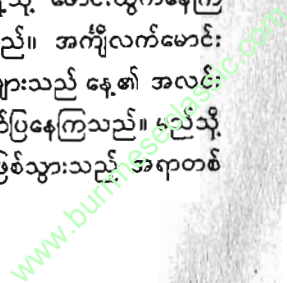 ည်။ အင်္ကျီလက်မောင်း
များသည် နေ့၏ အလင်း
ပြနေကြသည်။ မည်သို့
ဖြစ်သွားသည့် အရာတစ်
www.burmeseclassic.com